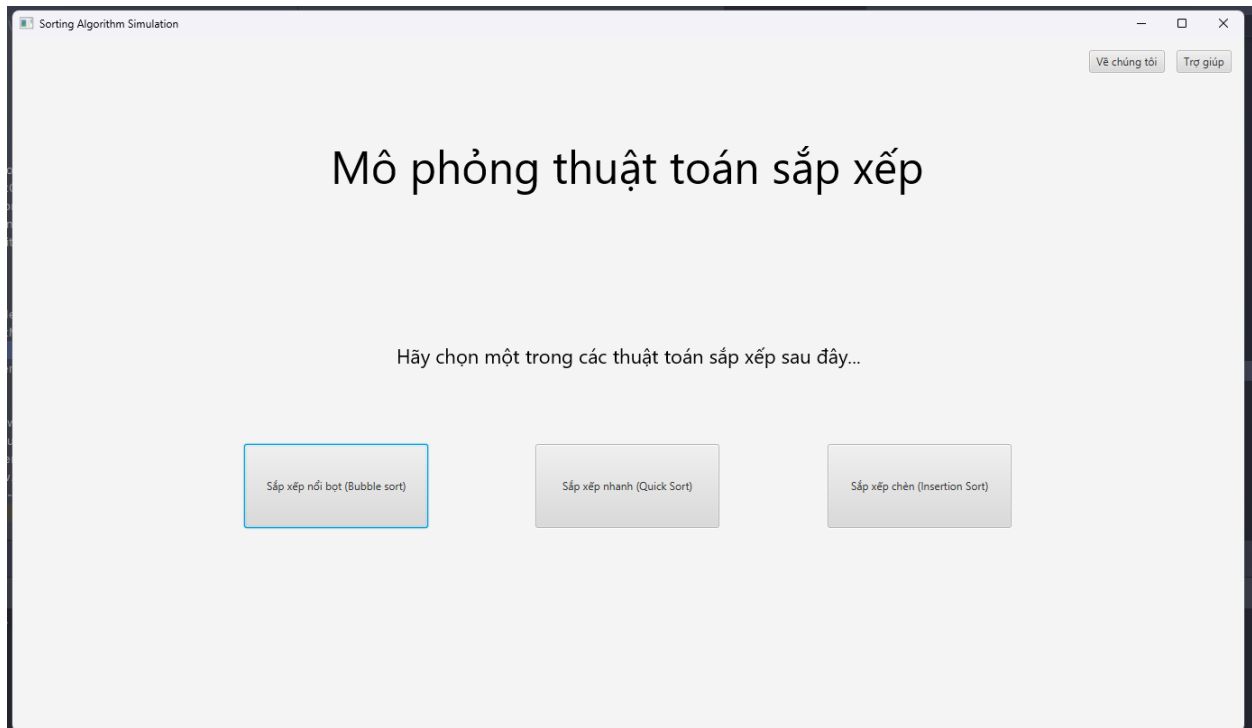 Sorting Algorithm Simulation
Về chúng tôi
Trợ giúp
Mô phỏng thuật toán sắp xếp
Hãy chọn một trong các thuật toán sắp xếp sau đây...
Sắp xếp nổi bọt (Bubble sort)
Sắp xếp nhanh (Quick Sort)
Sắp xếp chèn (Insertion Sort)